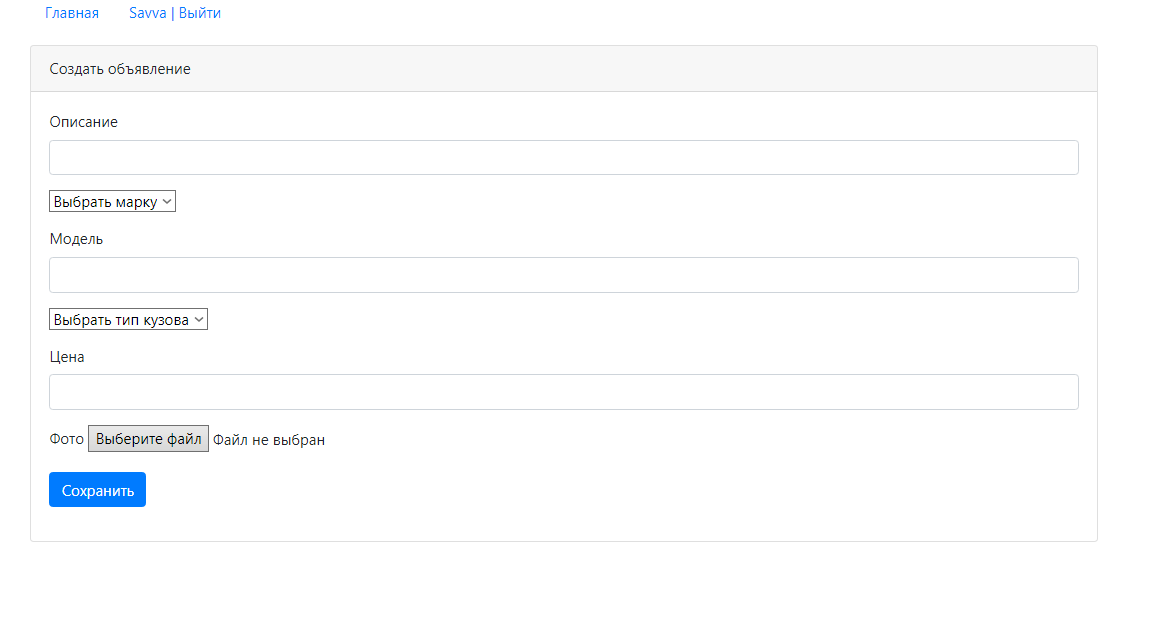 Главная Savva | Выйти
Создать объявление
Описание
Выбрать марку
Модель
Выбрать тип кузова
Цена
Фото Выберите файл Файл не выбран
Сохранить